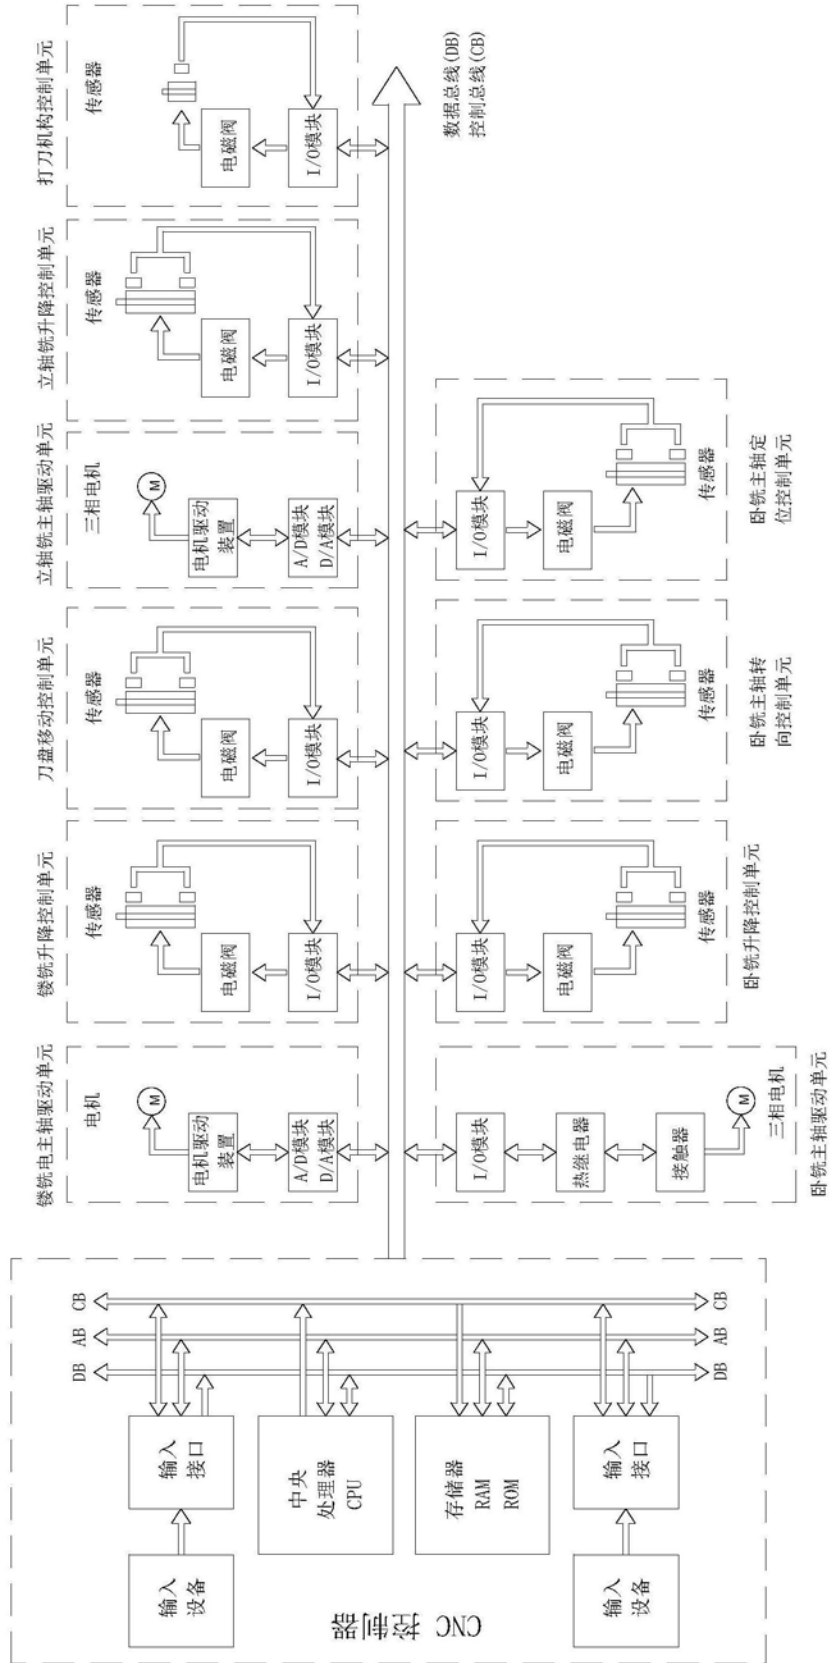 打刀机构控制单元
传感器
电磁阀
I/O模块
立轴铣升降控制单元
传感器
电磁阀
I/O模块
立轴铣主轴驱动单元
三相电机
M
电机驱动
装置
A/D模块
D/A模块
刀盘移动控制单元
传感器
电磁阀
I/O模块
镂铣升降控制单元
传感器
电磁阀
I/O模块
镂铣电主轴驱动单元
电机
M
电机驱动
装置
A/D模块
D/A模块
数据总线(DB)
控制总线(CB)
I/O模块
电磁阀
传感器
卧铣主轴定
位控制单元
I/O模块
电磁阀
传感器
卧铣主轴转
向控制单元
I/O模块
电磁阀
传感器
卧铣升降控制单元
I/O模块
热继电器
接触器
M
三相电机
卧铣主轴驱动单元
DB
AB
CB
输入
接口
输入
设备
中央
处理器
CPU
存储器
RAM
ROM
输入
接口
输入
设备
DB
AB
CB
CNC 控制器